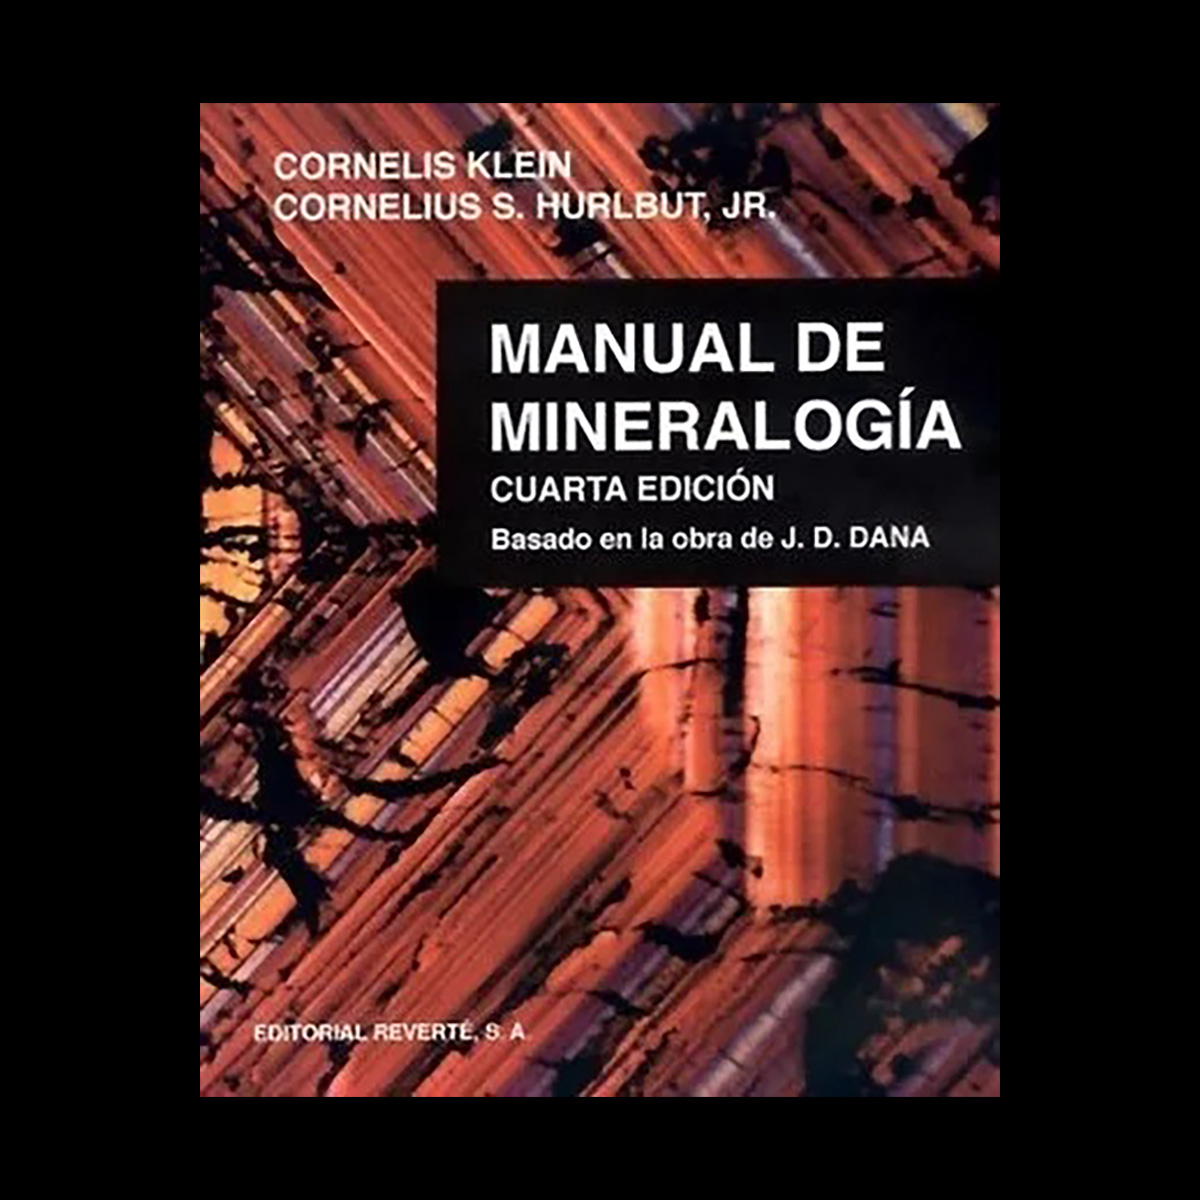 CORNELIS KLEIN
CORNELIUS S. HURLBUT, JR.
MANUAL DE
MINERALOGÍA
CUARTA EDICIÓN
Basado en la obra de J. D. DANA
EDITORIAL REVERTÉ, S. A